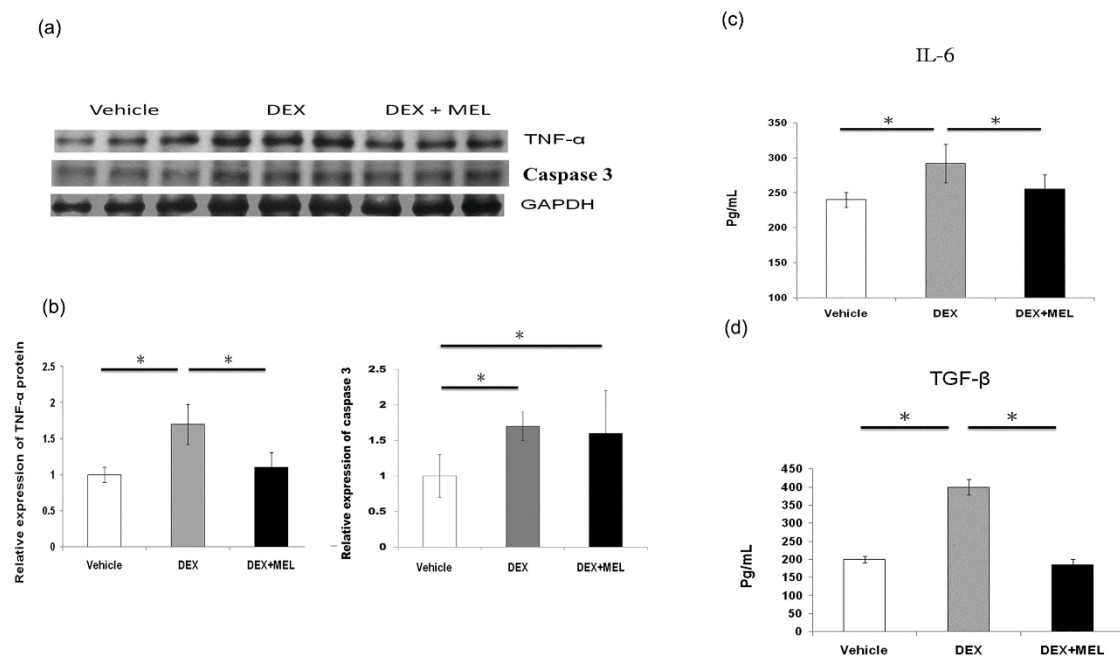 (a)
Vehicle DEX DEX + MEL
TNF-α
Caspase 3
GAPDH
(b)
Relative expression of TNF-α protein
2.5
2
1.5
1
0.5
0
* *
Vehicle DEX DEX+MEL
Relative expression of caspase 3
2.5
2
1.5
1
0.5
0
*
*
Vehicle DEX DEX+MEL
(c)
IL-6
* *
Pg/mL
350
300
250
200
150
100
Vehicle DEX DEX+MEL
(d)
TGF-β
* *
Pg/mL
450
400
350
300
250
200
150
100
50
0
Vehicle DEX DEX+MEL